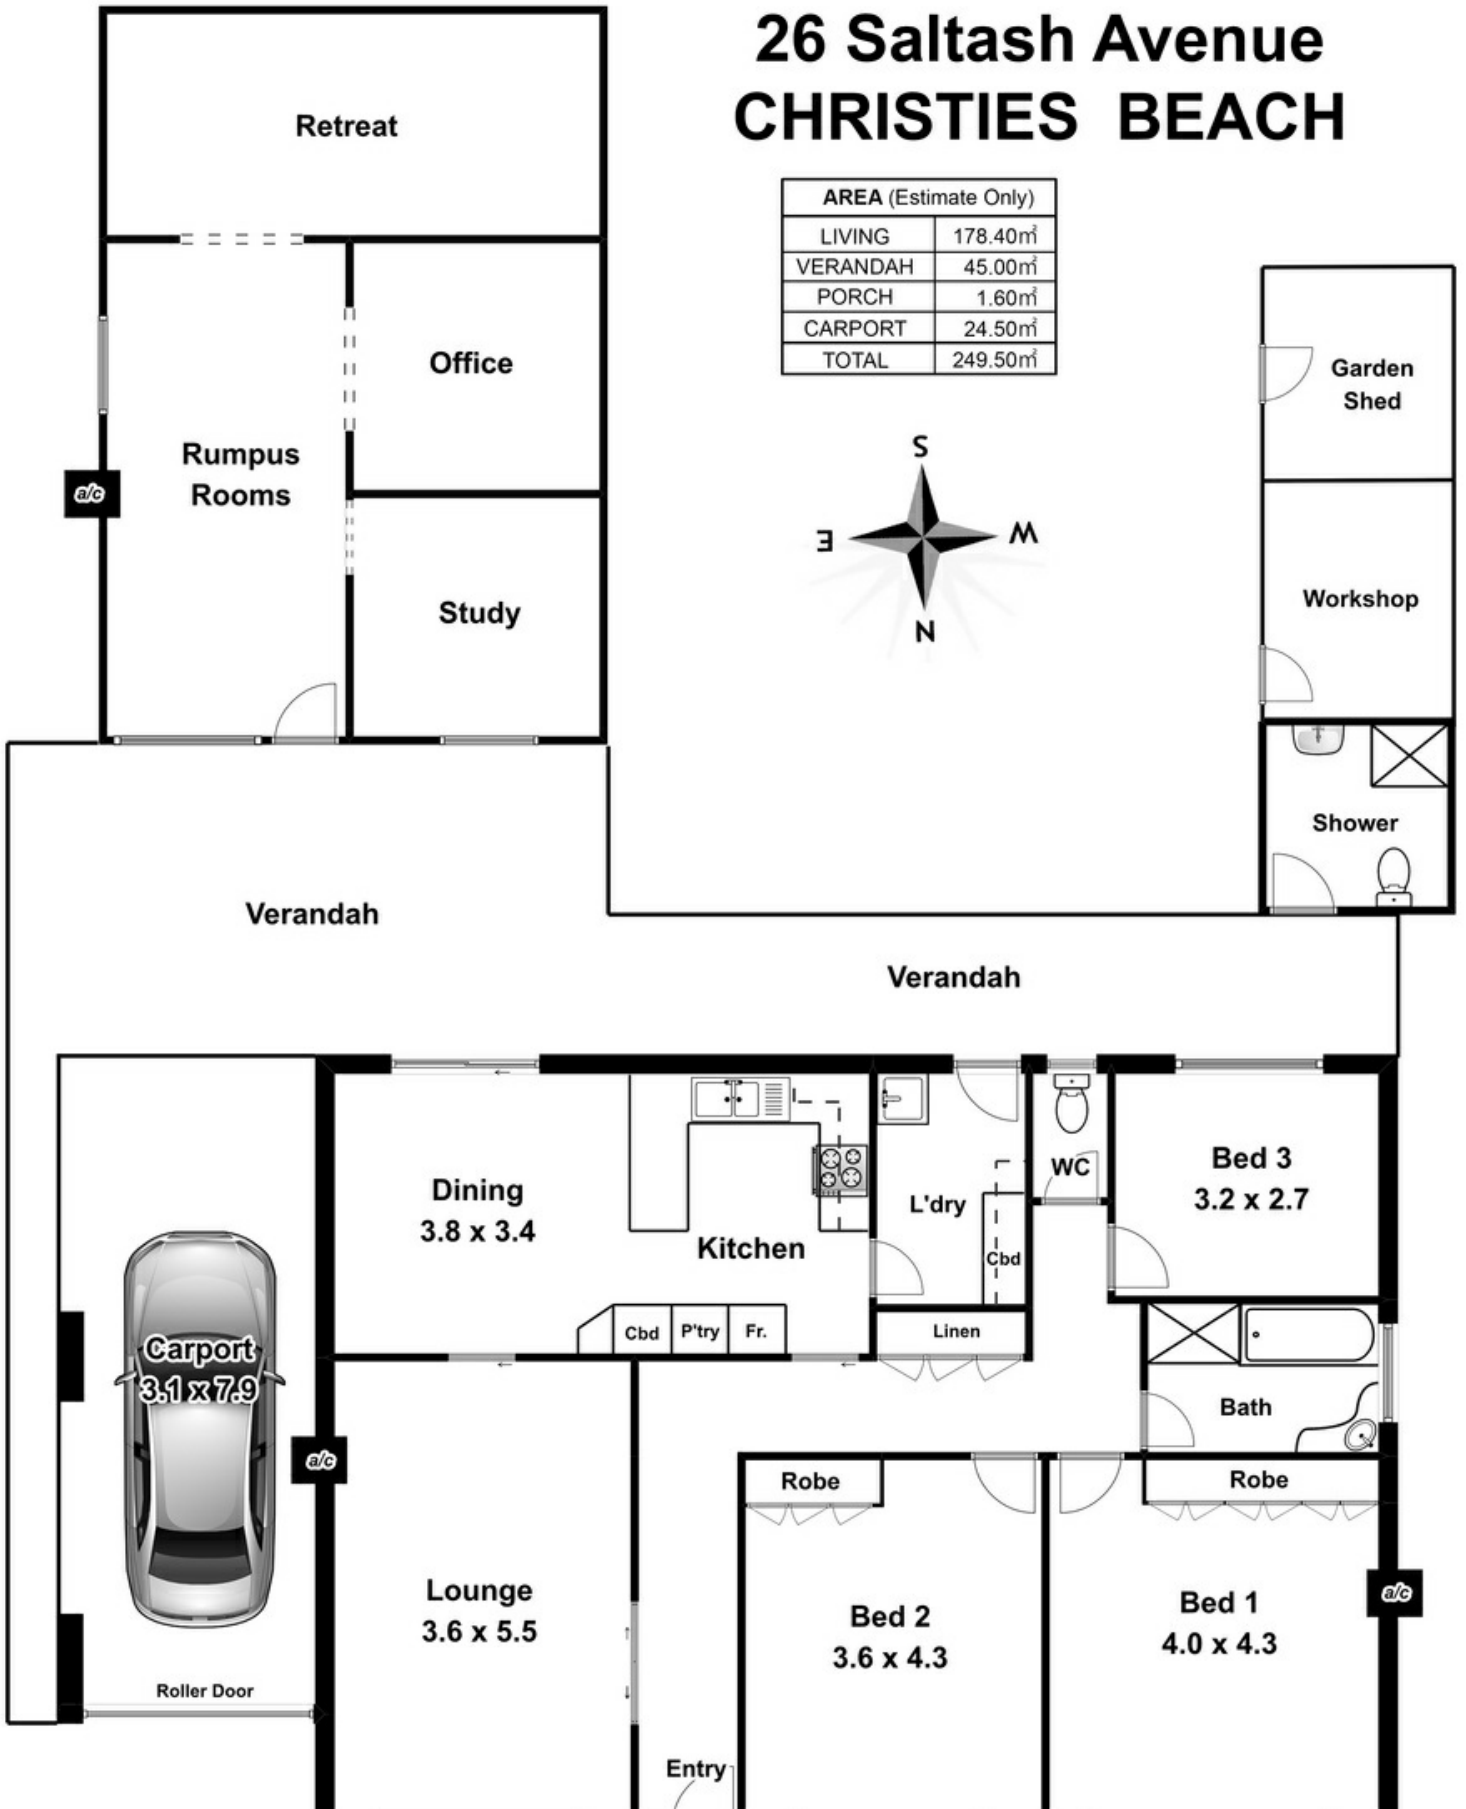 26 Saltash Avenue
CHRISTIES BEACH
AREA (Estimate Only)
LIVING 178.40㎡
VERANDAH 45.00㎡
PORCH 1.60㎡
CARPORT 24.50㎡
TOTAL 249.50㎡
Retreat
Office
Rumpus
Rooms
a/c
Study
S
E
W
N
Garden
Shed
Workshop
Shower
Verandah
Verandah
Dining
3.8 x 3.4
Kitchen
Cbd
P'try
Fr.
L'dry
Cbd
Linen
WC
Bed 3
3.2 x 2.7
Bath
Carport
3.1 x 7.9
a/c
Roller Door
Lounge
3.6 x 5.5
Robe
Bed 2
3.6 x 4.3
Robe
Bed 1
4.0 x 4.3
a/c
Entry